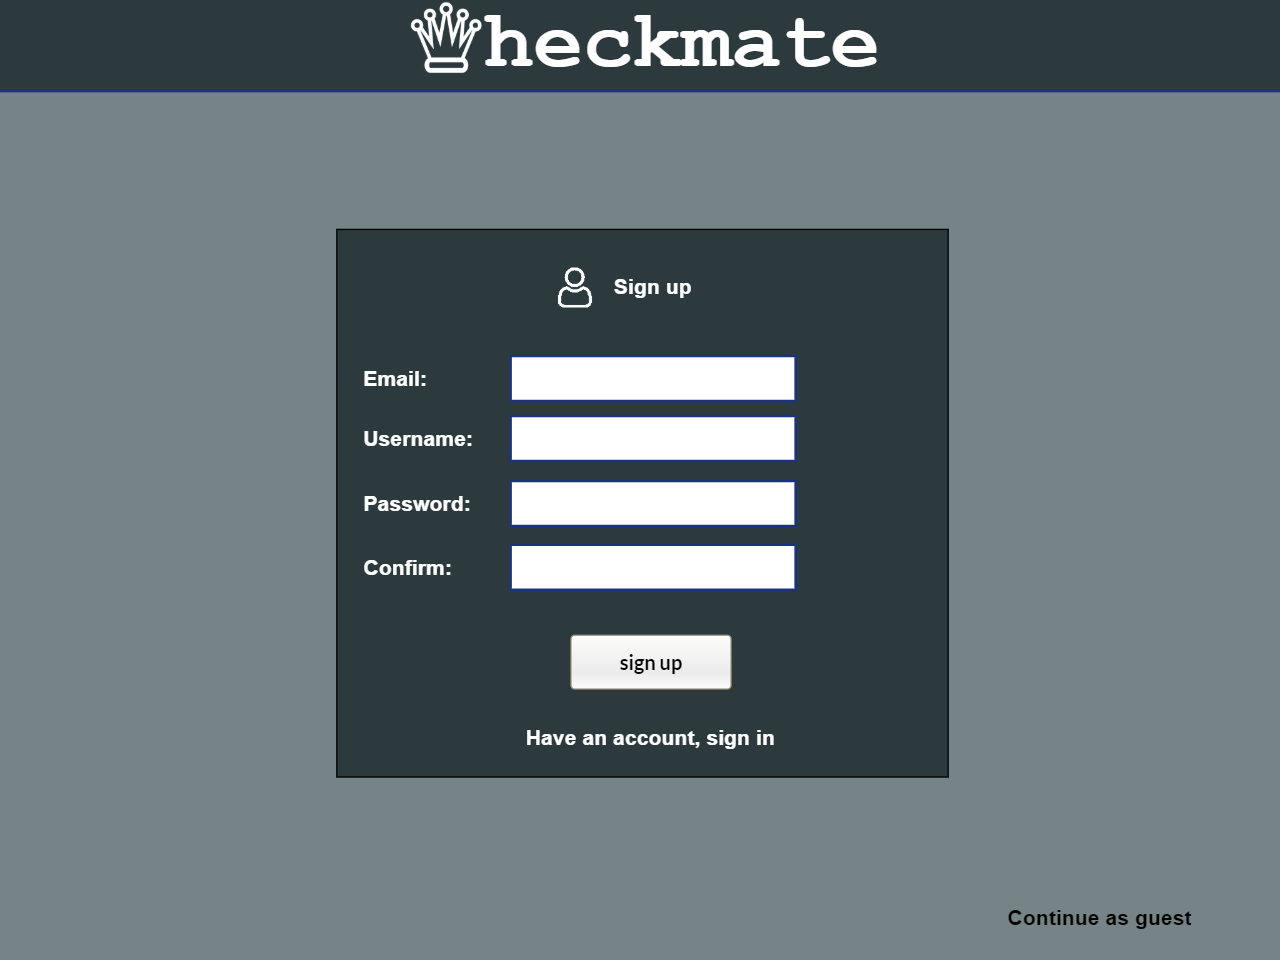 heckmate
Sign up
Email:
Username:
Password:
Confirm:
sign up
Have an account, sign in
Continue as guest